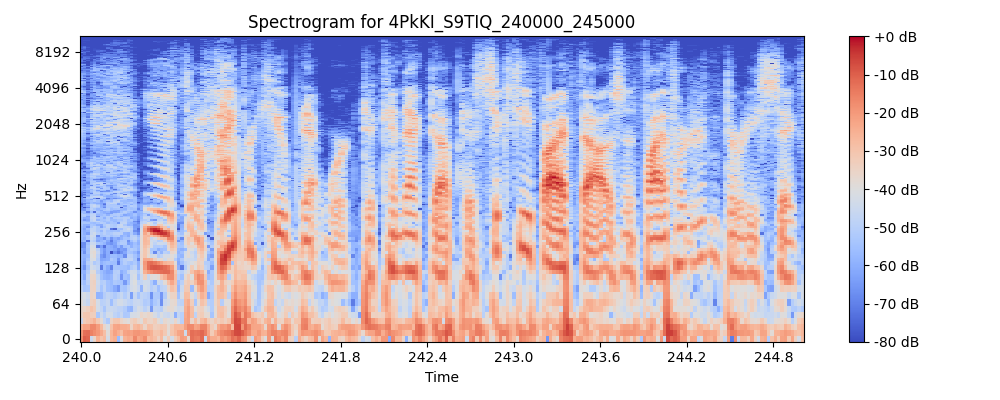 Spectrogram for 4PkKI_S9TIQ_240000_245000
8192
4096
2048
1024
512
256
128
64
0
Hz
240.0 240.6 241.2 241.8 242.4 243.0 243.6 244.2 244.8
Time
+0 dB
-10 dB
-20 dB
-30 dB
-40 dB
-50 dB
-60 dB
-70 dB
-80 dB